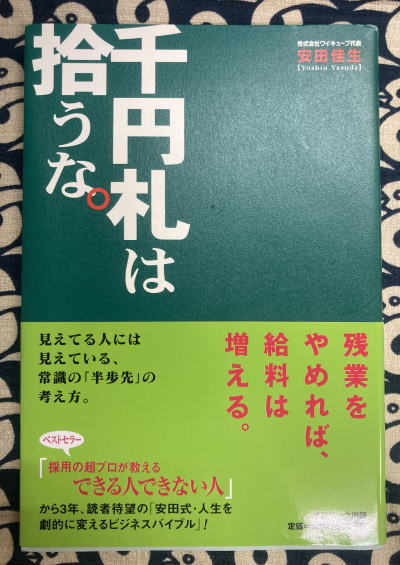 千円札は
拾うな。
株式会社ワイキューブ代表
安田佳生
[Yoshio Yasuda]
残業を
やめれば、
給料は
増える。
見えてる人には
見えている、
常識の「半歩先」の
考え方。
ベストセラー
「採用の超プロが教える
できる人できない人」
から3年、読者待望の「安田式・人生を
劇的に変えるビジネスバイブル」!
出版
定価